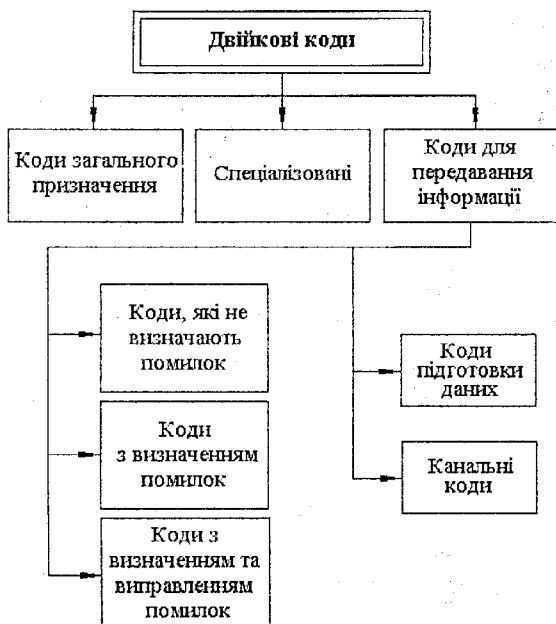 Двійкові коди
Коди загального
призначення
Спеціалізовані
Коди для
передавання
інформації
Коди, які не
визначають
помилок
Коди
з визначенням
помилок
Коди з
визначенням та
виправленням
помилок
Коди
підготовки
даних
Канальні
коди